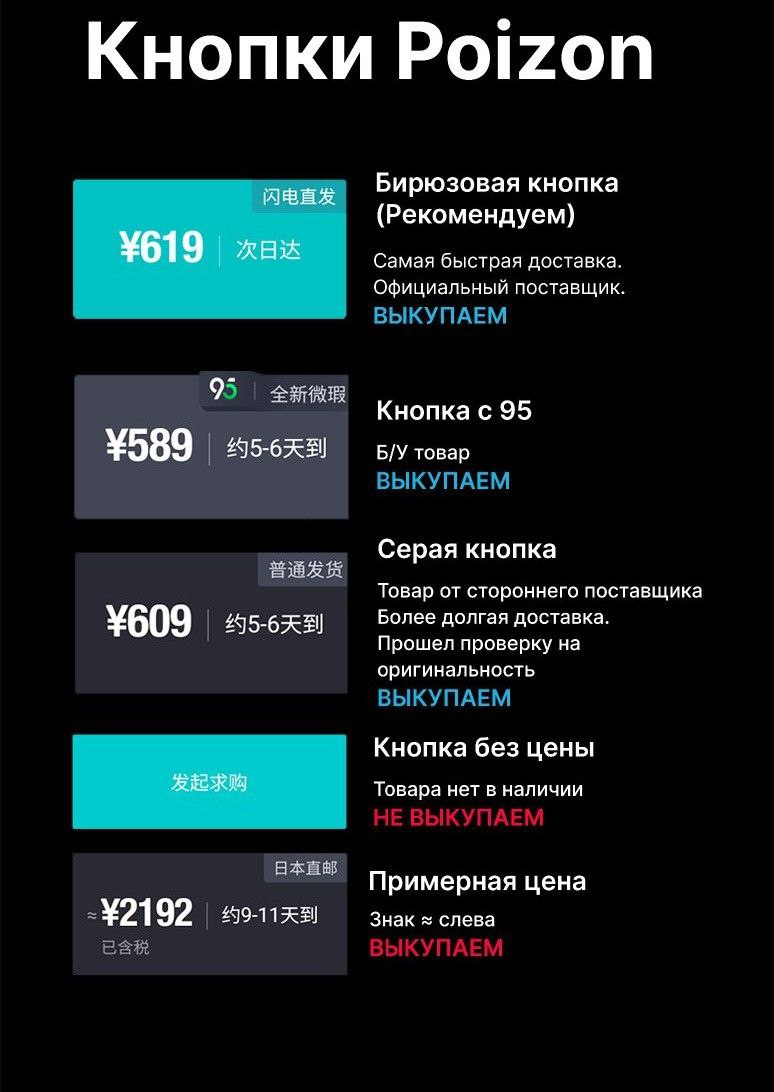 Кнопки Poizon
闪电直发
¥619 次日达
Бирюзовая кнопка
(Рекомендуем)
Самая быстрая доставка.
Официальный поставщик.
ВЫКУПАЕМ
95 全新微瑕
¥589 约5-6天到
Кнопка с 95
Б/У товар
ВЫКУПАЕМ
普通发货
¥609 约5-6天到
Серая кнопка
Товар от стороннего поставщика
Более долгая доставка.
Прошел проверку на
оригинальность
ВЫКУПАЕМ
发起求购
Кнопка без цены
Товара нет в наличии
НЕ ВЫКУПАЕМ
日本直邮
≈¥2192 约9-11天到
已含税
Примерная цена
Знак ≈ слева
ВЫКУПАЕМ